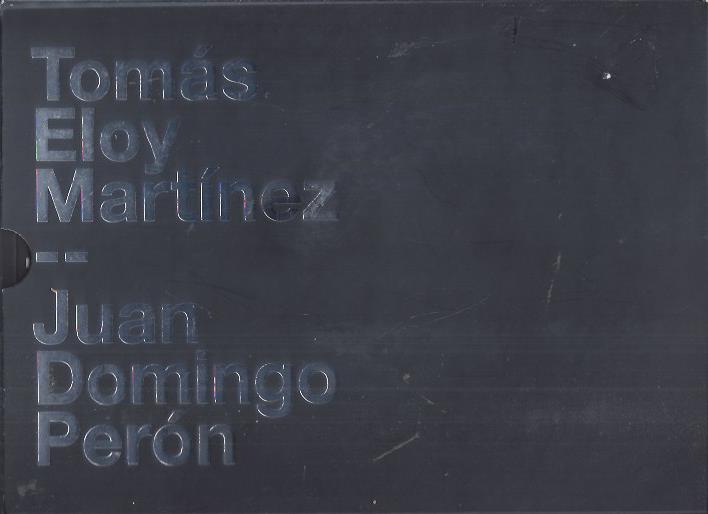 Tomás
Eloy
Martínez
--
Juan
Domingo
Perón